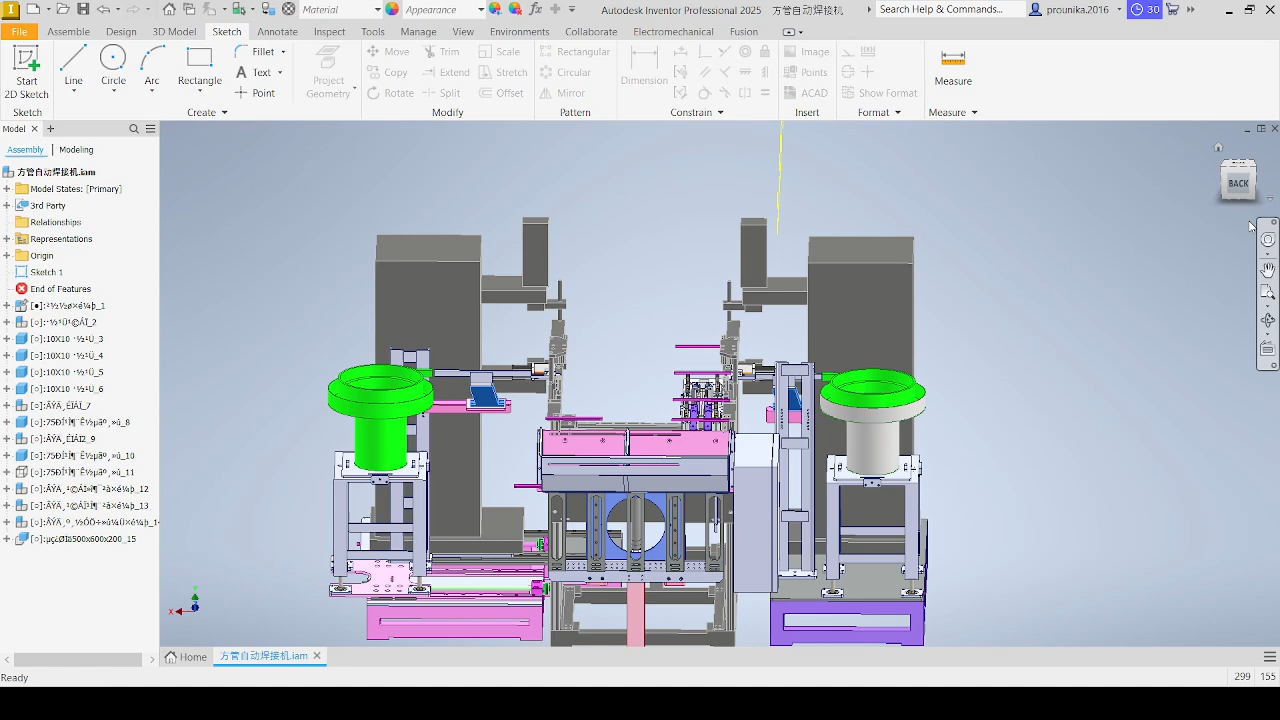 Material
Appearance
Autodesk Inventor Professional 2025 方管自动焊接机
Search Help & Commands...
prounika.2016
30
File Assembly Design 3D Model Sketch Annotate Inspect Tools Manage View Environments Collaborate Electromechanical Fusion
Start 2D Sketch
Line
Circle
Arc
Rectangle
Fillet
Text
Point
Project Geometry
Move
Copy
Rotate
Trim
Extend
Split
Scale
Stretch
Offset
Rectangular
Circular
Mirror
Dimension
Image
Points
ACAD
Show Format
Measure
Sketch Create Modify Pattern Constrain Insert Format Measure
Model
Assembly Modeling
方管自动焊接机.iam
Model States: [Primary]
3rd Party
Relationships
Representations
Origin
Sketch 1
End of Features
BACK
x
Home
方管自动焊接机.iam
Ready
299 155